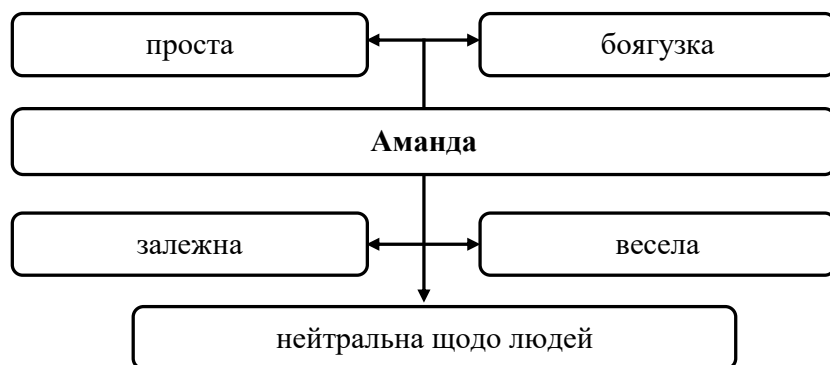 проста
боягузка
Аманда
залежна
весела
нейтральна щодо людей